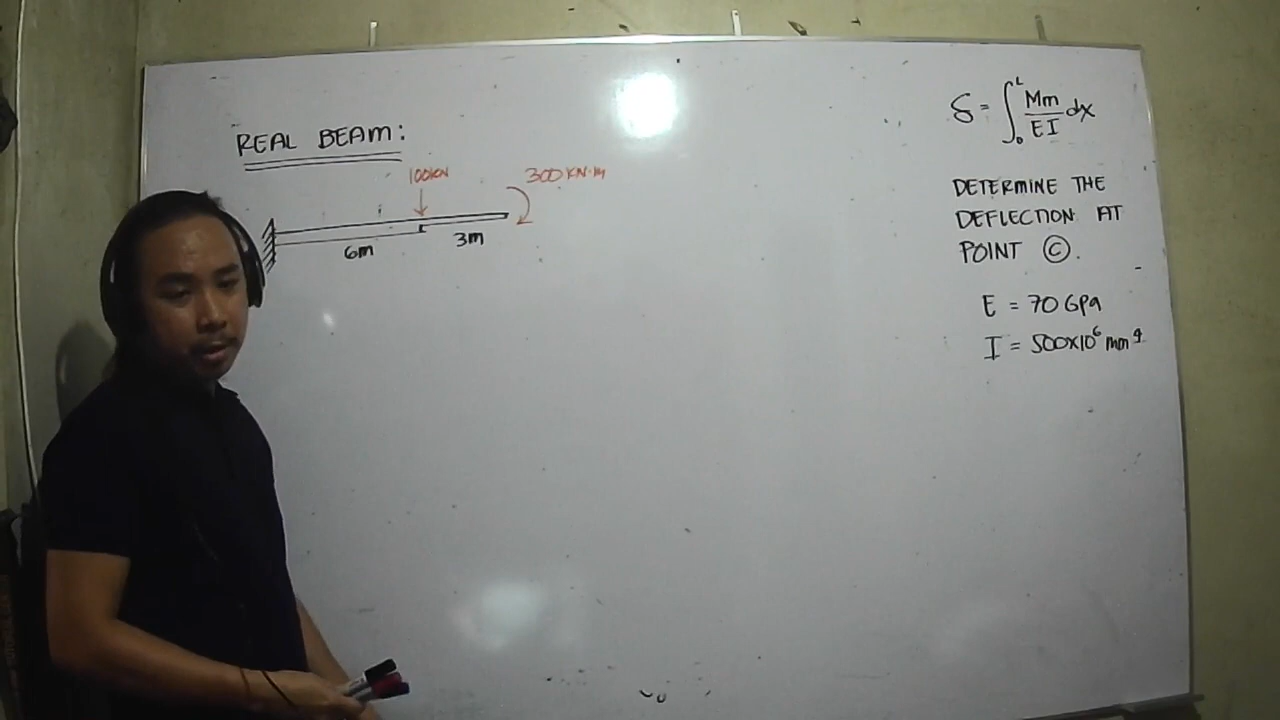 REAL BEAM:
100KN
300 KN·m
6m
3m
δ = ∫₀ᴸ Mm/EI dx
DETERMINE THE
DEFLECTION AT
POINT Ⓒ.
E = 70 GPa
I = 500x10⁶ mm⁴